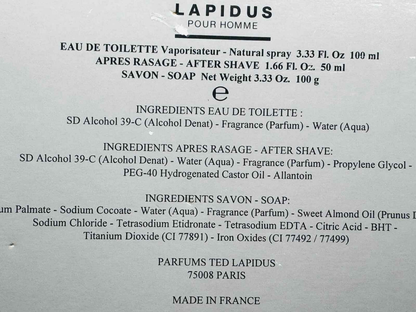 LAPIDUS
POUR HOMME
EAU DE TOILETTE Vaporisateur - Natural spray 3.33 Fl. Oz 100 ml
APRES RASAGE - AFTER SHAVE 1.66 Fl. Oz. 50 ml
SAVON - SOAP Net Weight 3.33 Oz. 100 g
℮
INGREDIENTS EAU DE TOILETTE :
SD Alcohol 39-C (Alcohol Denat) - Fragrance (Parfum) - Water (Aqua)
INGREDIENTS APRES RASAGE - AFTER SHAVE:
SD Alcohol 39-C (Alcohol Denat) - Water (Aqua) - Fragrance (Parfum) - Propylene Glycol -
PEG-40 Hydrogenated Castor Oil - Allantoin
INGREDIENTS SAVON - SOAP:
um Palmate - Sodium Cocoate - Water (Aqua) - Fragrance (Parfum) - Sweet Almond Oil (Prunus D
Sodium Chloride - Tetrasodium Etidronate - Tetrasodium EDTA - Citric Acid - BHT -
Titanium Dioxide (CI 77891) - Iron Oxides (CI 77492 / 77499)
PARFUMS TED LAPIDUS
75008 PARIS
MADE IN FRANCE